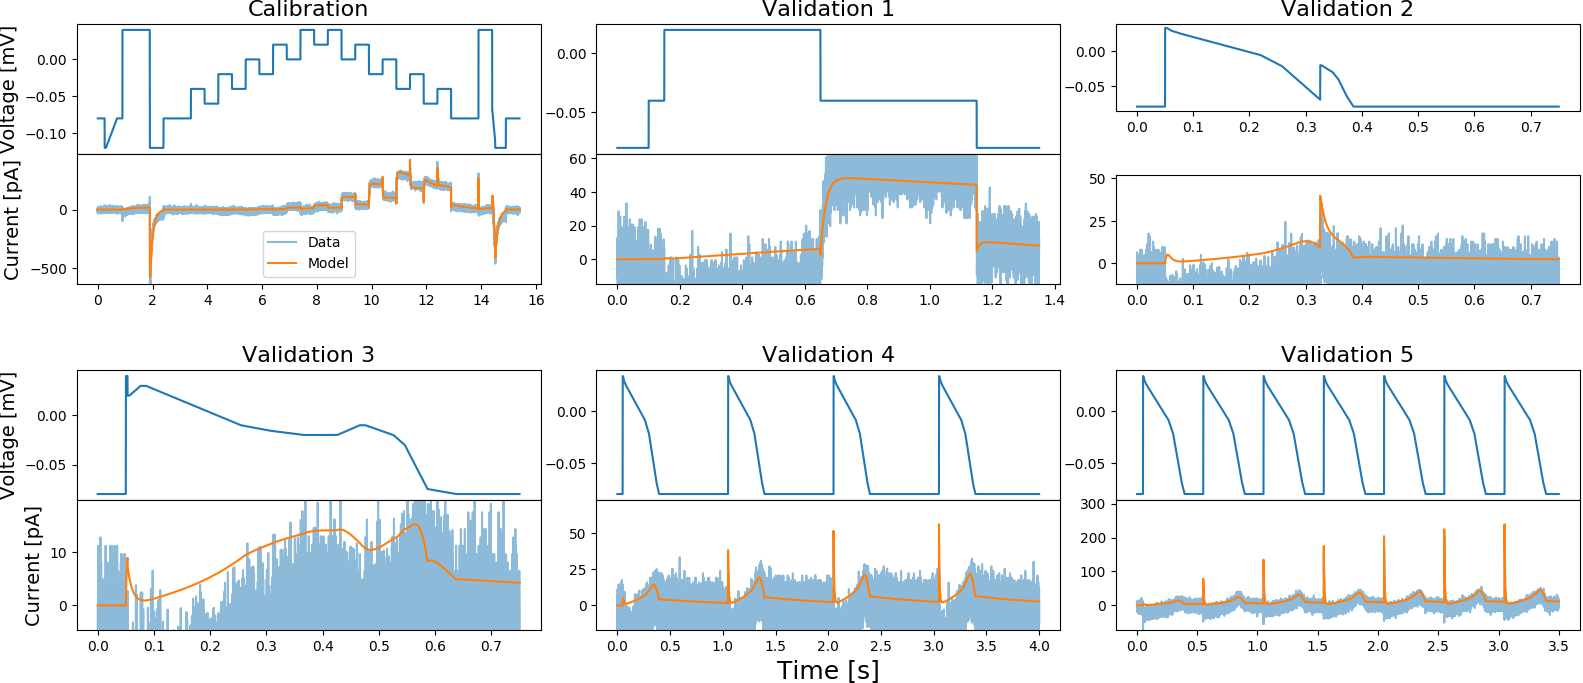 Calibration
Validation 1
Validation 2
Voltage [mV]
0.00
−0.05
−0.10
0.00
−0.05
0.00
−0.05
0.0 0.1 0.2 0.3 0.4 0.5 0.6 0.7
Current [pA]
0
−500
Data
Model
0 2 4 6 8 10 12 14 16
60
40
20
0
0.0 0.2 0.4 0.6 0.8 1.0 1.2 1.4
50
25
0
0.0 0.1 0.2 0.3 0.4 0.5 0.6 0.7
Validation 3
Validation 4
Validation 5
Voltage [mV]
0.00
−0.05
0.00
−0.05
0.00
−0.05
Current [pA]
10
0
0.0 0.1 0.2 0.3 0.4 0.5 0.6 0.7
50
25
0
0.0 0.5 1.0 1.5 2.0 2.5 3.0 3.5 4.0
300
200
100
0
0.0 0.5 1.0 1.5 2.0 2.5 3.0 3.5
Time [s]